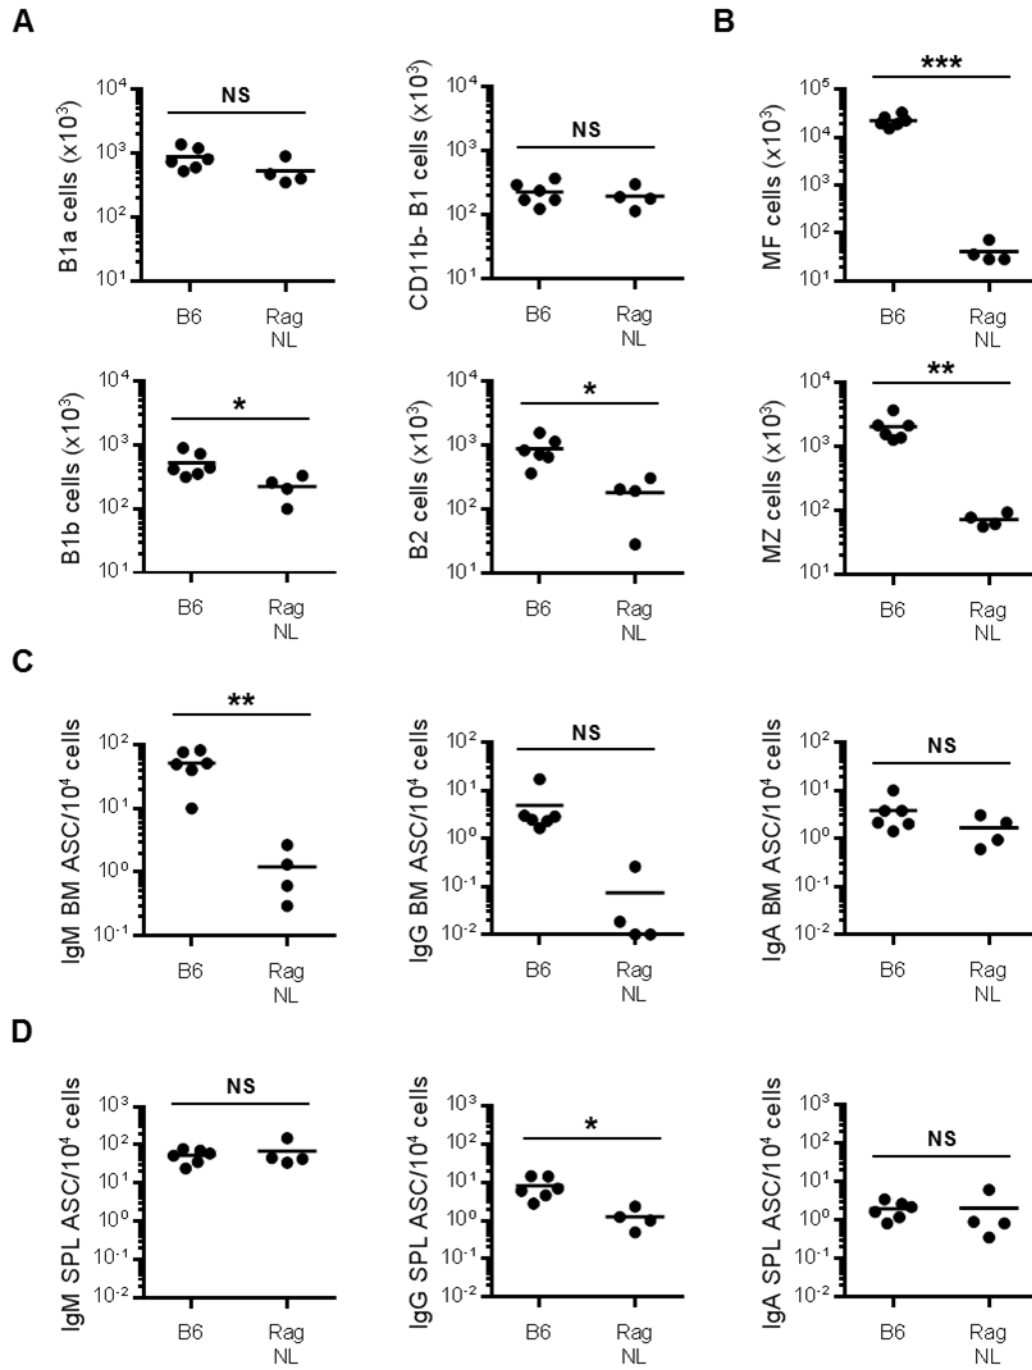 A
B
B1a cells (x10³)
10⁴
10³
10²
10¹
NS
B6
Rag
NL
CD11b- B1 cells (x10³)
10⁴
10³
10²
10¹
NS
B6
Rag
NL
MF cells (x10³)
10⁵
10⁴
10³
10²
10¹
***
B6
Rag
NL
B1b cells (x10³)
10⁴
10³
10²
10¹
*
B6
Rag
NL
B2 cells (x10³)
10⁴
10³
10²
10¹
*
B6
Rag
NL
MZ cells (x10³)
10⁴
10³
10²
10¹
**
B6
Rag
NL
C
IgM BM ASC/10⁴ cells
10²
10¹
10⁰
10⁻¹
**
B6
Rag
NL
IgG BM ASC/10⁴ cells
10²
10¹
10⁰
10⁻¹
10⁻²
NS
B6
Rag
NL
IgA BM ASC/10⁴ cells
10²
10¹
10⁰
10⁻¹
10⁻²
NS
B6
Rag
NL
D
IgM SPL ASC/10⁴ cells
10³
10²
10¹
10⁰
10⁻¹
10⁻²
NS
B6
Rag
NL
IgG SPL ASC/10⁴ cells
10³
10²
10¹
10⁰
10⁻¹
10⁻²
*
B6
Rag
NL
IgA SPL ASC/10⁴ cells
10³
10²
10¹
10⁰
10⁻¹
10⁻²
NS
B6
Rag
NL